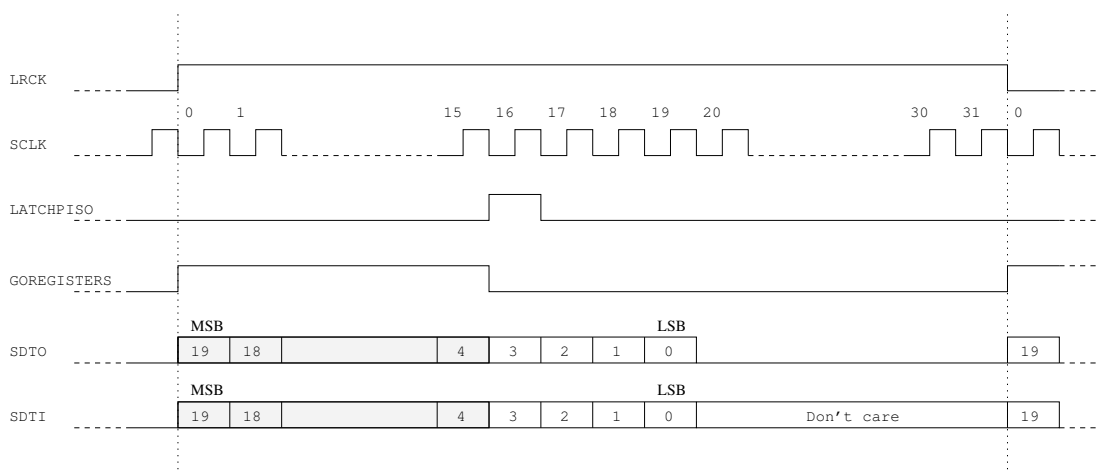 LRCK
0 1 15 16 17 18 19 20 30 31 0
SCLK
LATCHPISO
GOREGISTERS
MSB LSB
SDTO 19 18 4 3 2 1 0 19
MSB LSB
SDTI 19 18 4 3 2 1 0 Don't care 19